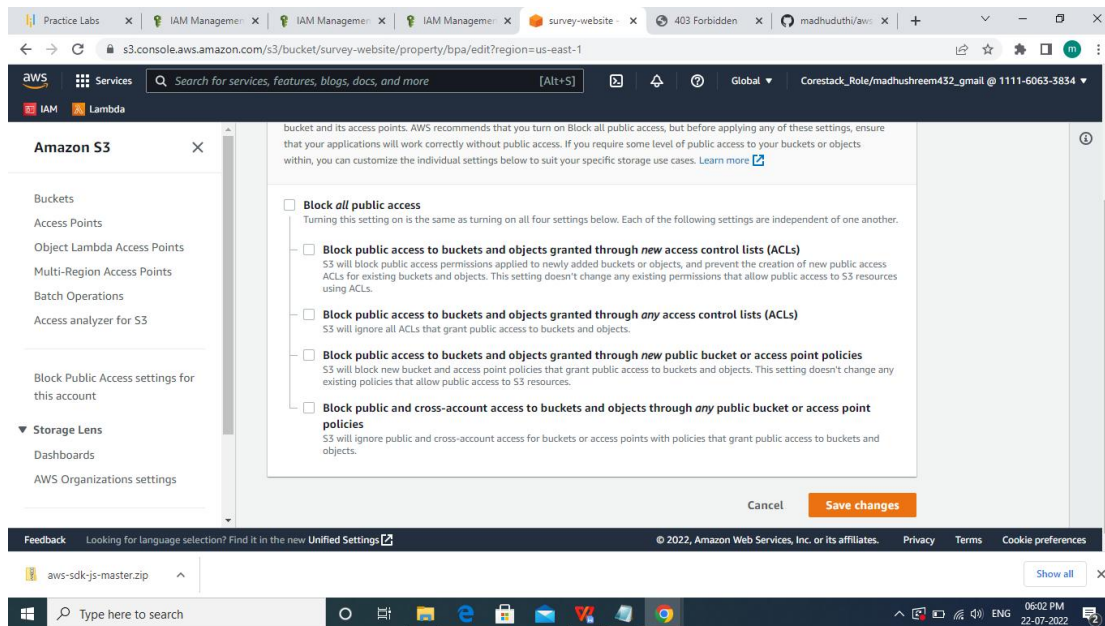 Practice Labs
IAM Managemen
IAM Managemen
IAM Managemen
survey-website -
403 Forbidden
madhuduthi/aws
s3.console.aws.amazon.com/s3/bucket/survey-website/property/bpa/edit?region=us-east-1
m
aws
Services
Search for services, features, blogs, docs, and more
[Alt+S]
Global
Corestack_Role/madhushreem432_gmail @ 1111-6063-3834
IAM
Lambda
Amazon S3
Buckets
Access Points
Object Lambda Access Points
Multi-Region Access Points
Batch Operations
Access analyzer for S3
Block Public Access settings for
this account
Storage Lens
Dashboards
AWS Organizations settings
bucket and its access points. AWS recommends that you turn on Block all public access, but before applying any of these settings, ensure
that your applications will work correctly without public access. If you require some level of public access to your buckets or objects
within, you can customize the individual settings below to suit your specific storage use cases. Learn more
Block all public access
Turning this setting on is the same as turning on all four settings below. Each of the following settings are independent of one another.
Block public access to buckets and objects granted through new access control lists (ACLs)
S3 will block public access permissions applied to newly added buckets or objects, and prevent the creation of new public access
ACLs for existing buckets and objects. This setting doesn't change any existing permissions that allow public access to S3 resources
using ACLs.
Block public access to buckets and objects granted through any access control lists (ACLs)
S3 will ignore all ACLs that grant public access to buckets and objects.
Block public access to buckets and objects granted through new public bucket or access point policies
S3 will block new bucket and access point policies that grant public access to buckets and objects. This setting doesn't change any
existing policies that allow public access to S3 resources.
Block public and cross-account access to buckets and objects through any public bucket or access point
policies
S3 will ignore public and cross-account access for buckets or access points with policies that grant public access to buckets and
objects.
Cancel
Save changes
Feedback
Looking for language selection? Find it in the new Unified Settings
© 2022, Amazon Web Services, Inc. or its affiliates.
Privacy
Terms
Cookie preferences
aws-sdk-js-master.zip
Show all
Type here to search
ENG
06:02 PM
22-07-2022
2